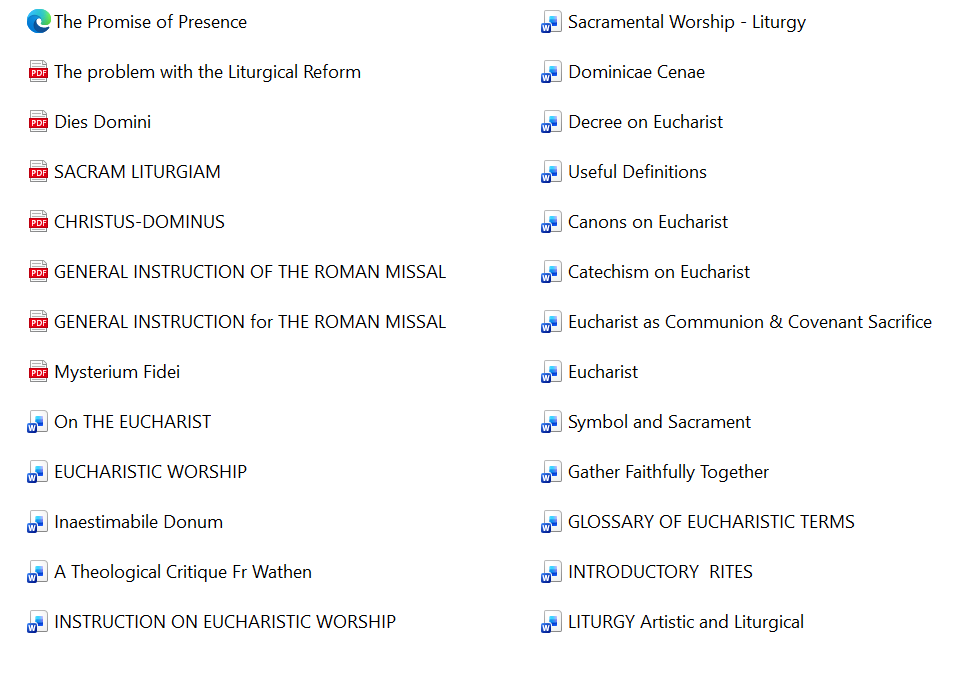 The Promise of Presence
The problem with the Liturgical Reform
Dies Domini
SACRAM LITURGIAM
CHRISTUS-DOMINUS
GENERAL INSTRUCTION OF THE ROMAN MISSAL
GENERAL INSTRUCTION for THE ROMAN MISSAL
Mysterium Fidei
On THE EUCHARIST
EUCHARISTIC WORSHIP
Inaestimabile Donum
A Theological Critique Fr Wathen
INSTRUCTION ON EUCHARISTIC WORSHIP
Sacramental Worship - Liturgy
Dominicae Cenae
Decree on Eucharist
Useful Definitions
Canons on Eucharist
Catechism on Eucharist
Eucharist as Communion & Covenant Sacrifice
Eucharist
Symbol and Sacrament
Gather Faithfully Together
GLOSSARY OF EUCHARISTIC TERMS
INTRODUCTORY  RITES
LITURGY Artistic and Liturgical